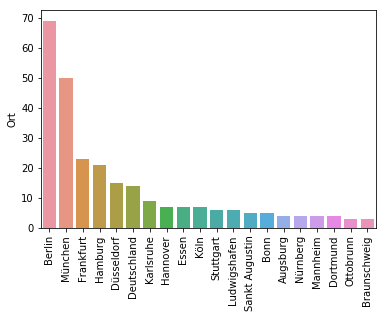 70
60
50
40
30
20
10
0
Ort
Berlin
München
Frankfurt
Hamburg
Düsseldorf
Deutschland
Karlsruhe
Hannover
Essen
Köln
Stuttgart
Ludwigshafen
Sankt Augustin
Bonn
Augsburg
Nürnberg
Mannheim
Dortmund
Ottobrunn
Braunschweig